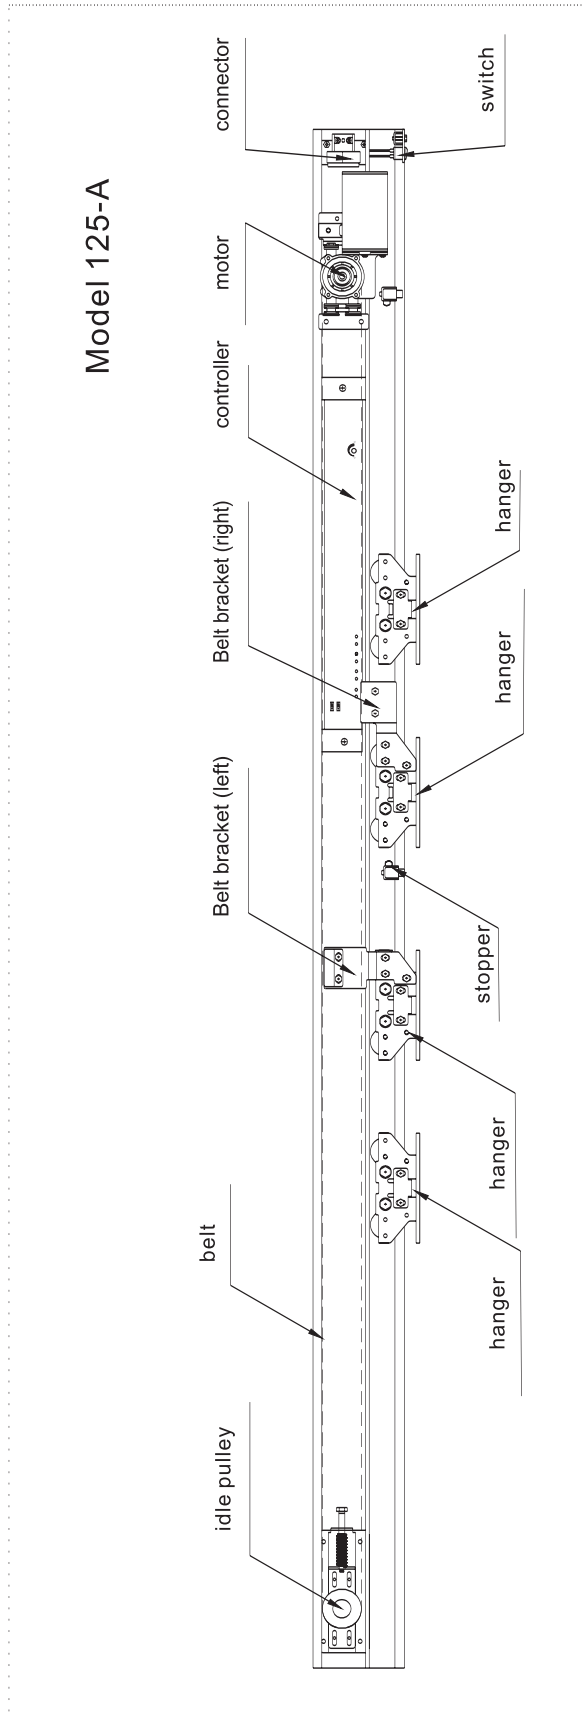 Model 125-A
idle pulley
belt
Belt bracket (left)
Belt bracket (right)
controller
motor
connector
hanger
hanger
stopper
hanger
hanger
switch